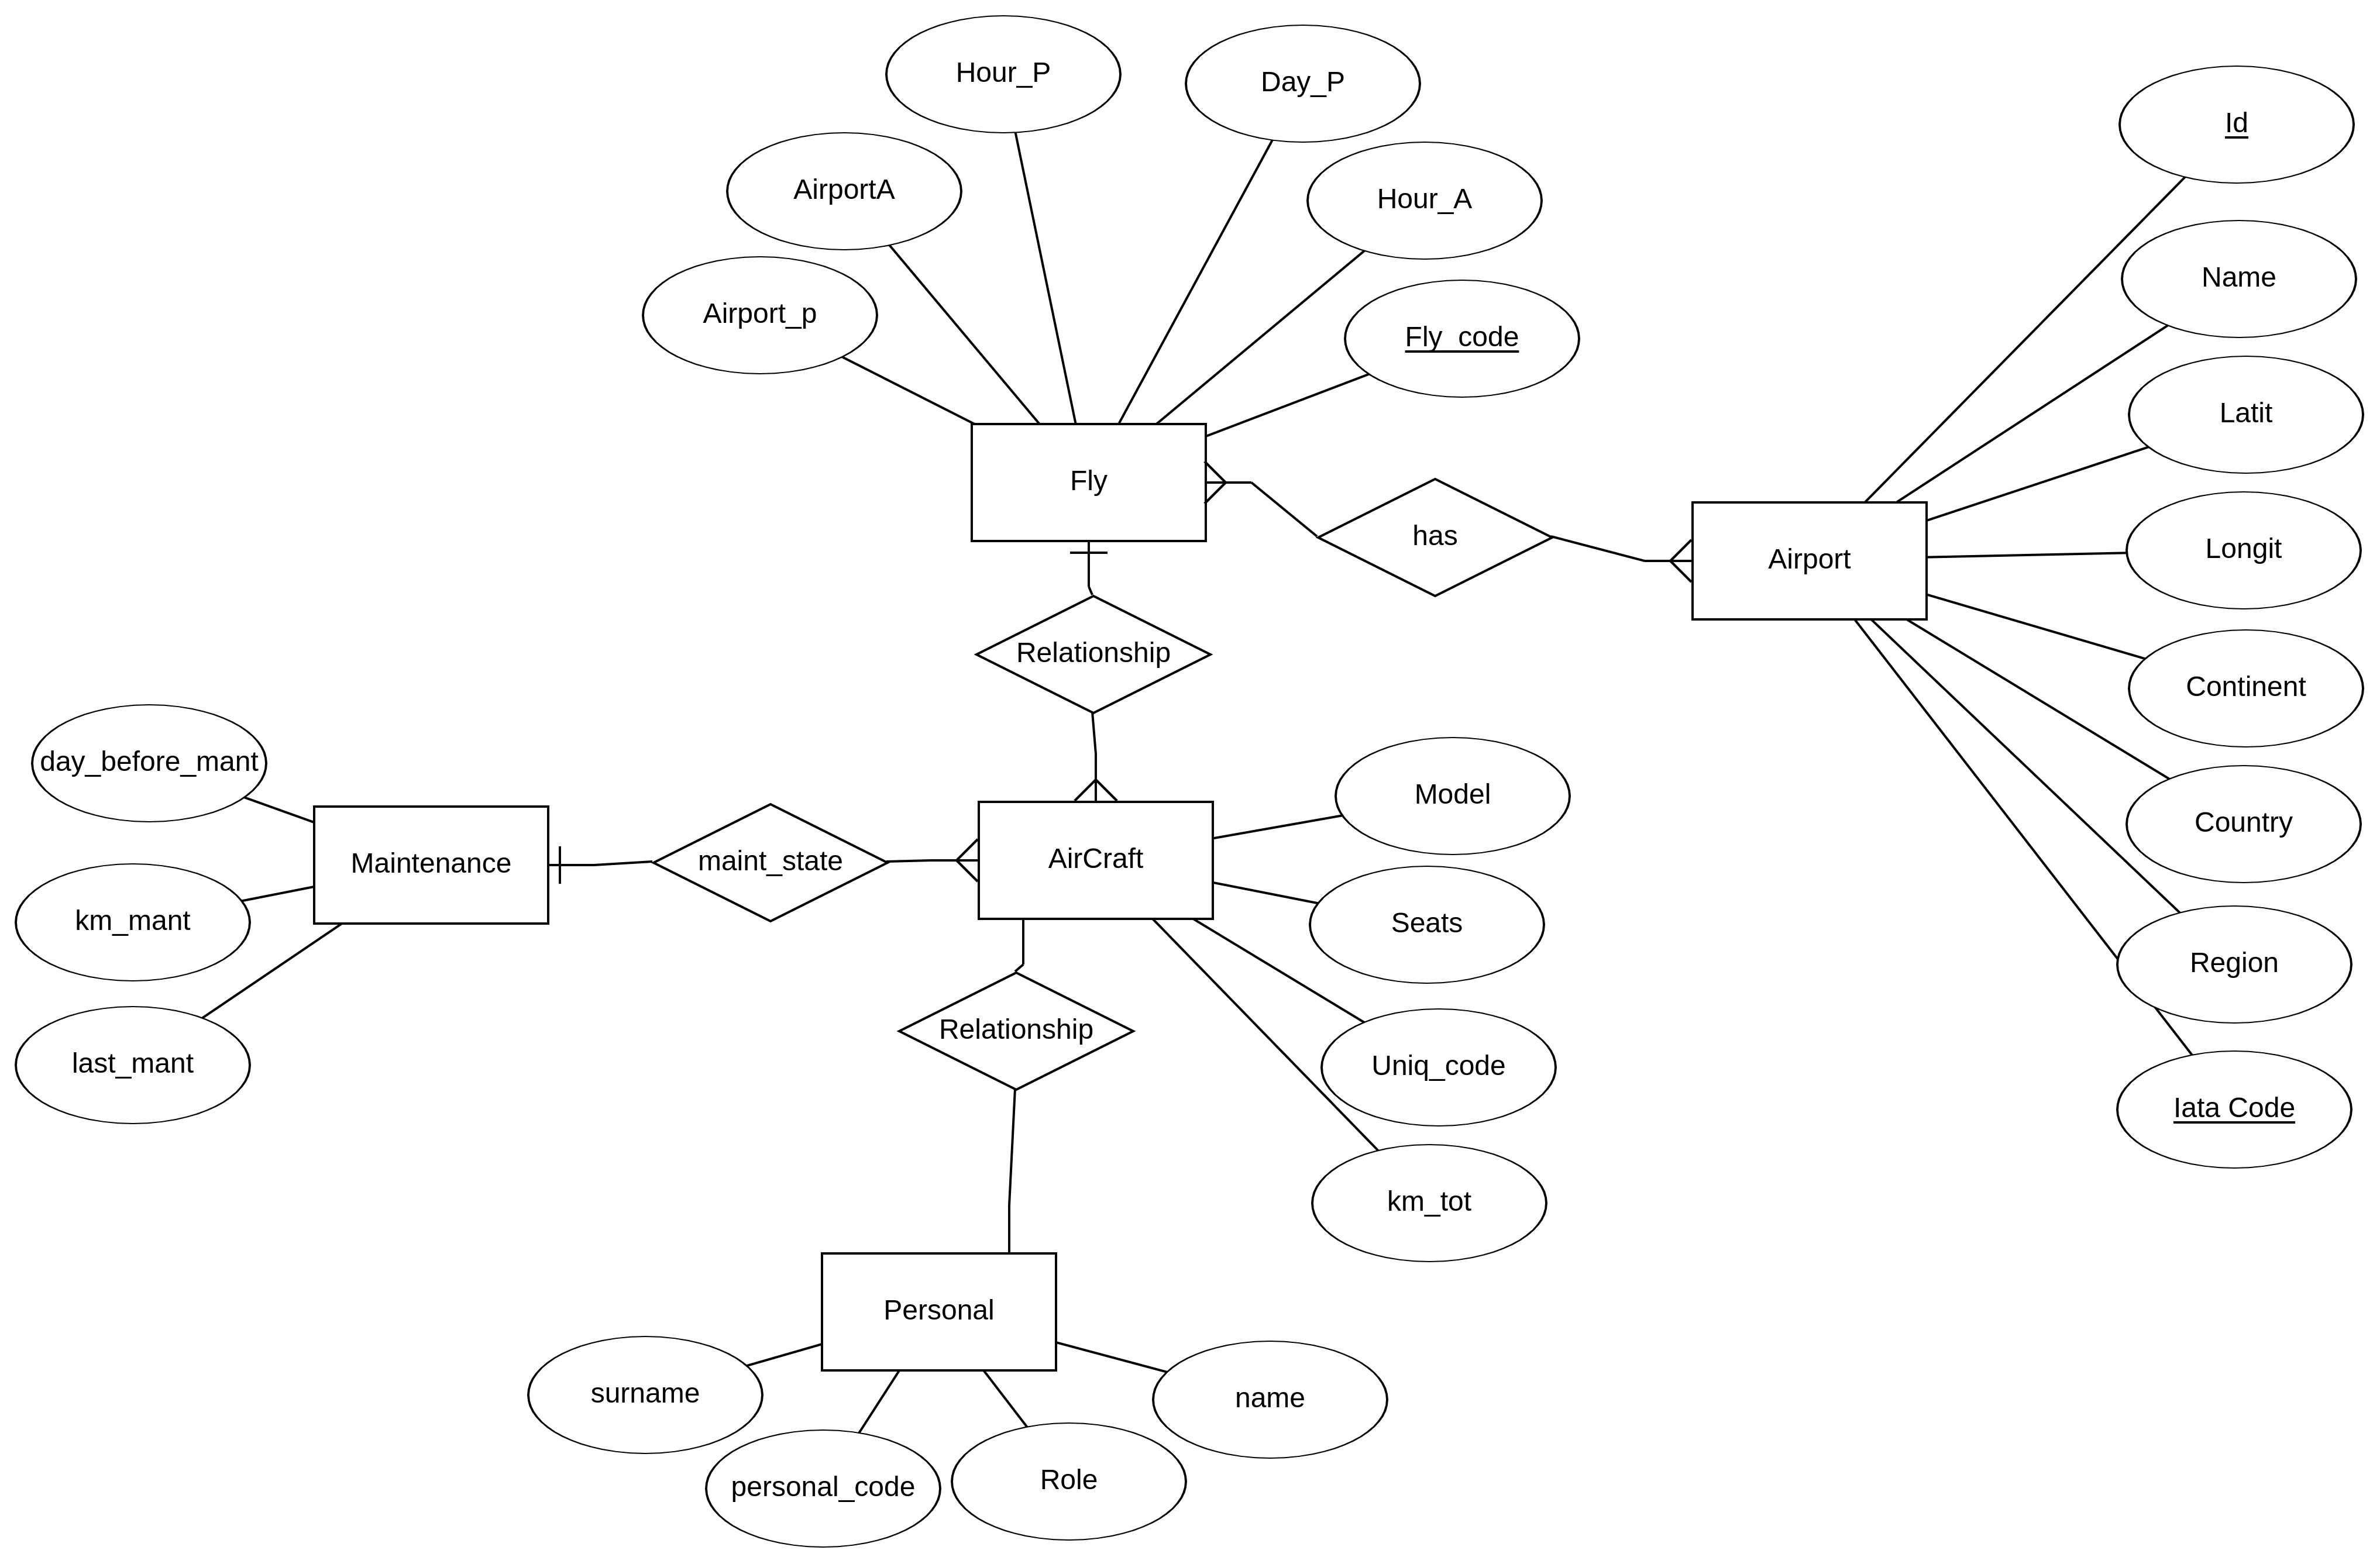 Hour_P
Day_P
Id
AirportA
Hour_A
Name
Airport_p
Fly_code
Latit
Fly
has
Airport
Longit
Relationship
Continent
day_before_mant
Model
Country
Maintenance
maint_state
AirCraft
km_mant
Seats
Region
last_mant
Relationship
Uniq_code
Iata Code
km_tot
Personal
surname
name
personal_code
Role